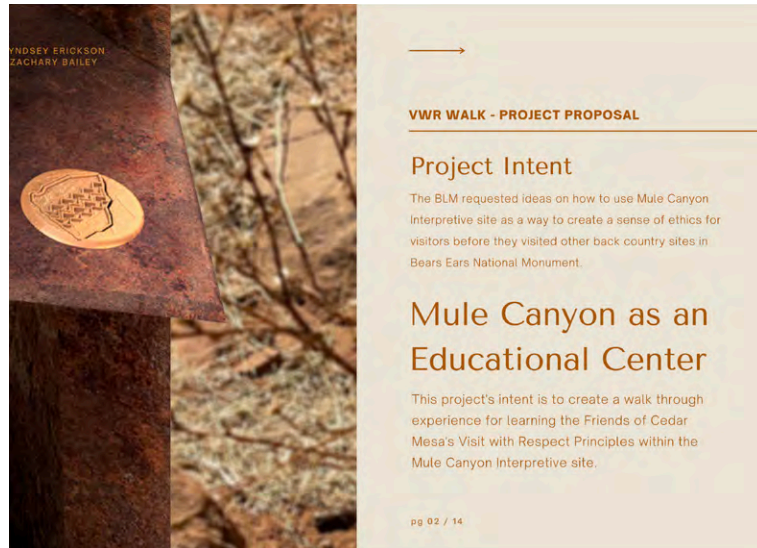 YNDSEY ERICKSON
ZACHARY BAILEY
VWR WALK - PROJECT PROPOSAL
Project Intent
The BLM requested ideas on how to use Mule Canyon
Interpretive site as a way to create a sense of ethics for
visitors before they visited other back country sites in
Bears Ears National Monument.
Mule Canyon as an
Educational Center
This project's intent is to create a walk through
experience for learning the Friends of Cedar
Mesa's Visit with Respect Principles within the
Mule Canyon Interpretive site.
pg 02 / 14